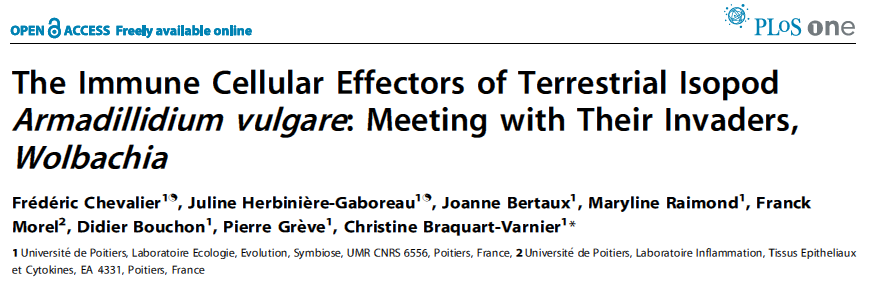 OPEN ACCESS Freely available online
PLoS one
The Immune Cellular Effectors of Terrestrial Isopod
Armadillidium vulgare: Meeting with Their Invaders,
Wolbachia
Frédéric Chevalier1☯, Juline Herbinière-Gaboreau1☯, Joanne Bertaux1, Maryline Raimond1, Franck
Morel2, Didier Bouchon1, Pierre Grève1, Christine Braquart-Varnier1*
1 Université de Poitiers, Laboratoire Ecologie, Evolution, Symbiose, UMR CNRS 6556, Poitiers, France, 2 Université de Poitiers, Laboratoire Inflammation, Tissus Epitheliaux
et Cytokines, EA 4331, Poitiers, France